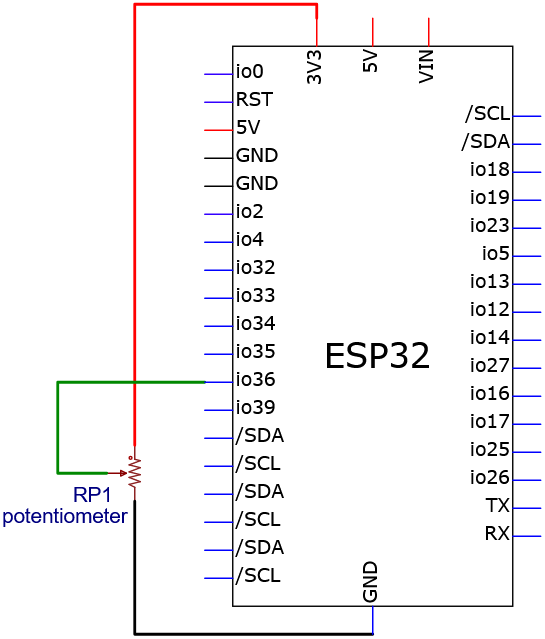 3V3
5V
VIN
io0
RST
5V
GND
GND
io2
io4
io32
io33
io34
io35
io36
io39
/SDA
/SCL
/SDA
/SCL
/SDA
/SCL
/SCL
/SDA
io18
io19
io23
io5
io13
io12
io14
io27
io16
io17
io25
io26
TX
RX
ESP32
GND
RP1
potentiometer